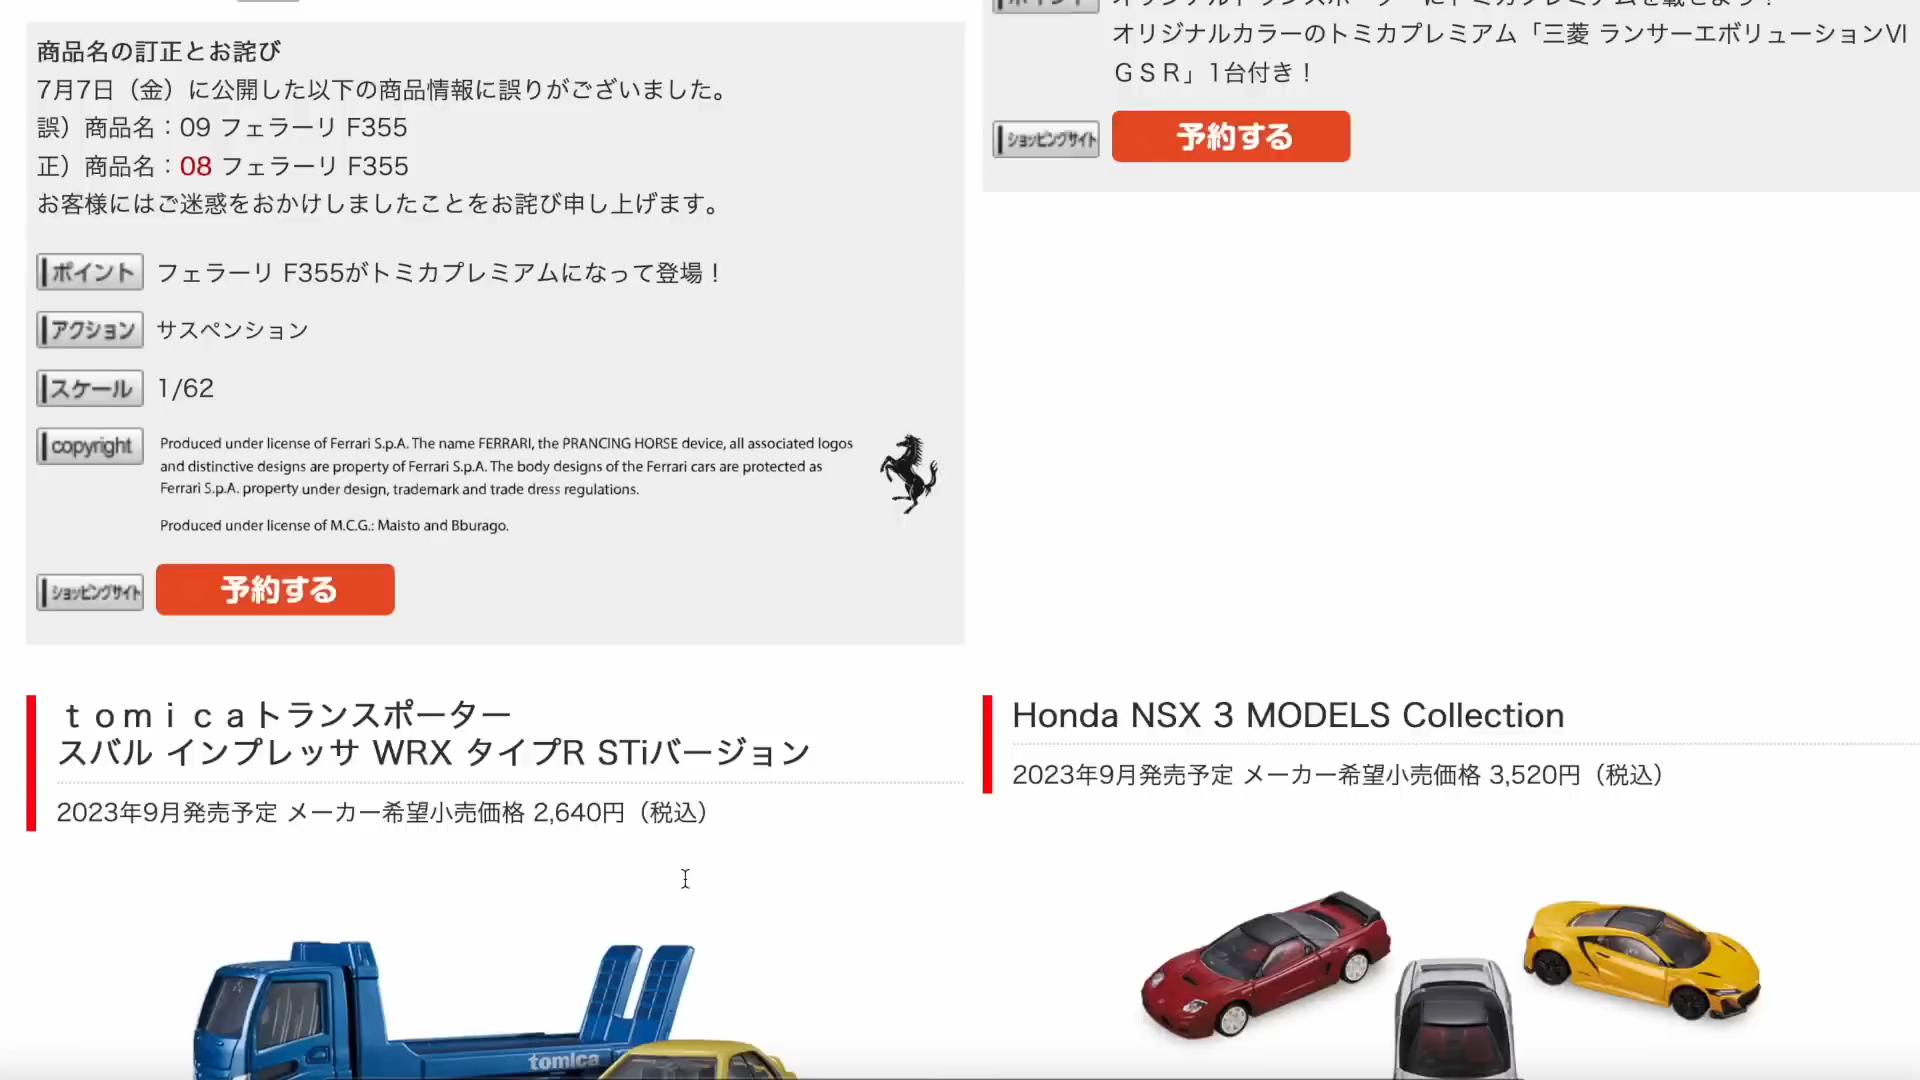 商品名の訂正とお詫び
7月7日（金）に公開した以下の商品情報に誤りがございました。
誤）商品名：09 フェラーリ F355
正）商品名：08 フェラーリ F355
お客様にはご迷惑をおかけしましたことをお詫び申し上げます。
ポイント フェラーリ F355がトミカプレミアムになって登場！
アクション サスペンション
スケール 1/62
copyright Produced under license of Ferrari S.p.A. The name FERRARI, the PRANCING HORSE device, all associated logos
and distinctive designs are property of Ferrari S.p.A. The body designs of the Ferrari cars are protected as
Ferrari S.p.A. property under design, trademark and trade dress regulations.
Produced under license of M.C.G.: Maisto and Bburago.
ショッピングサイト 予約する
オリジナルカラーのトミカプレミアム「三菱 ランサーエボリューションⅥ
ＧＳＲ」1台付き！
ショッピングサイト 予約する
ｔｏｍｉｃａトランスポーター
スバル インプレッサ WRX タイプR STiバージョン
2023年9月発売予定 メーカー希望小売価格 2,640円（税込）
tomica
Honda NSX 3 MODELS Collection
2023年9月発売予定 メーカー希望小売価格 3,520円（税込）